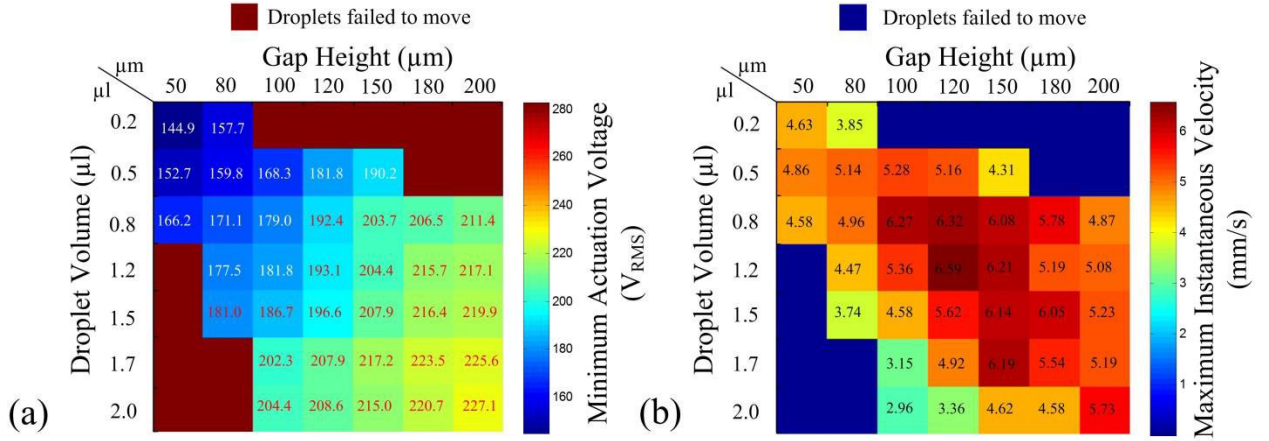 Droplets failed to move
Gap Height (µm)
µm
µl
50 80 100 120 150 180 200
Droplet Volume (µl)
0.2 144.9 157.7
0.5 152.7 159.8 168.3 181.8 190.2
0.8 166.2 171.1 179.0 192.4 203.7 206.5 211.4
1.2 177.5 181.8 193.1 204.4 215.7 217.1
1.5 181.0 186.7 196.6 207.9 216.4 219.9
1.7 202.3 207.9 217.2 223.5 225.6
2.0 204.4 208.6 215.0 220.7 227.1
280
260
240
220
200
180
160
Minimum Actuation Voltage
(VRMS)
(a)
Droplets failed to move
Gap Height (µm)
µm
µl
50 80 100 120 150 180 200
Droplet Volume (µl)
0.2 4.63 3.85
0.5 4.86 5.14 5.28 5.16 4.31
0.8 4.58 4.96 6.27 6.32 6.08 5.78 4.87
1.2 4.47 5.36 6.59 6.21 5.19 5.08
1.5 3.74 4.58 5.62 6.14 6.05 5.23
1.7 3.15 4.92 6.19 5.54 5.19
2.0 2.96 3.36 4.62 4.58 5.73
6
5
4
3
2
1
Maximum Instantaneous Velocity
(mm/s)
(b)